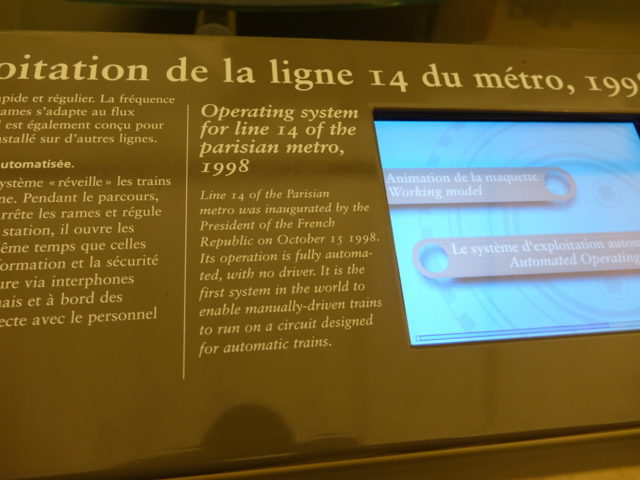 oitation de la ligne 14 du métro, 1998
apide et régulier. La fréquence
ames s'adapte au flux
est également conçu pour
nstallé sur d'autres lignes.
utomatisée.
ystème « réveille » les trains
ne. Pendant le parcours,
rrête les rames et régule
station, il ouvre les
ême temps que celles
formation et la sécurité
ure via interphones
uais et à bord des
ecte avec le personnel
Operating system
for line 14 of the
parisian metro,
1998
Line 14 of the Parisian
metro was inaugurated by the
President of the French
Republic on October 15 1998.
Its operation is fully automa-
ted, with no driver. It is the
first system in the world to
enable manually-driven trains
to run on a circuit designed
for automatic trains.
Animation de la maquette
Working model
Le système d'exploitation autom
Automated Operating